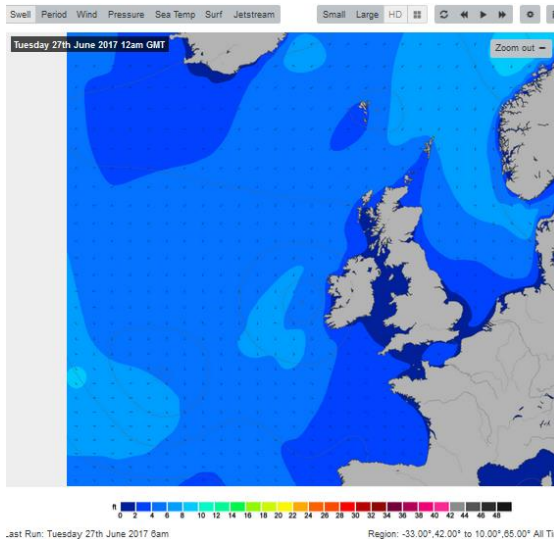 Swell Period Wind Pressure Sea Temp Surf Jetstream Small Large HD
Tuesday 27th June 2017 12am GMT
Zoom out −
ft 0 2 4 6 8 10 12 14 16 18 20 22 24 26 28 30 32 34 36 38 40 42 44 46 48
Last Run: Tuesday 27th June 2017 6am Region: -33.00°,42.00° to 10.00°,65.00° All Ti